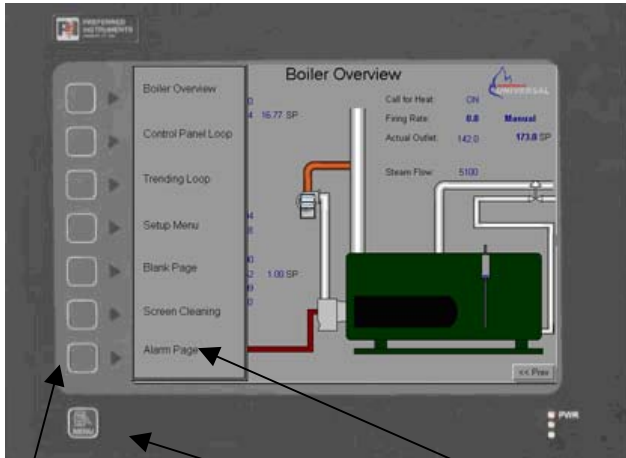 PREFERRED
INSTRUMENTS
Boiler Overview
Boiler Overview
Control Panel Loop
Trending Loop
Setup Menu
Blank Page
Screen Cleaning
Alarm Page
0
4 16.77 SP
Call for Heat: ON
Firing Rate: 0.0 Manual
Actual Outlet: 142.0 173.8 SP
Steam Flow: 5100
1.00 SP
<< Prev
MENU
PWR